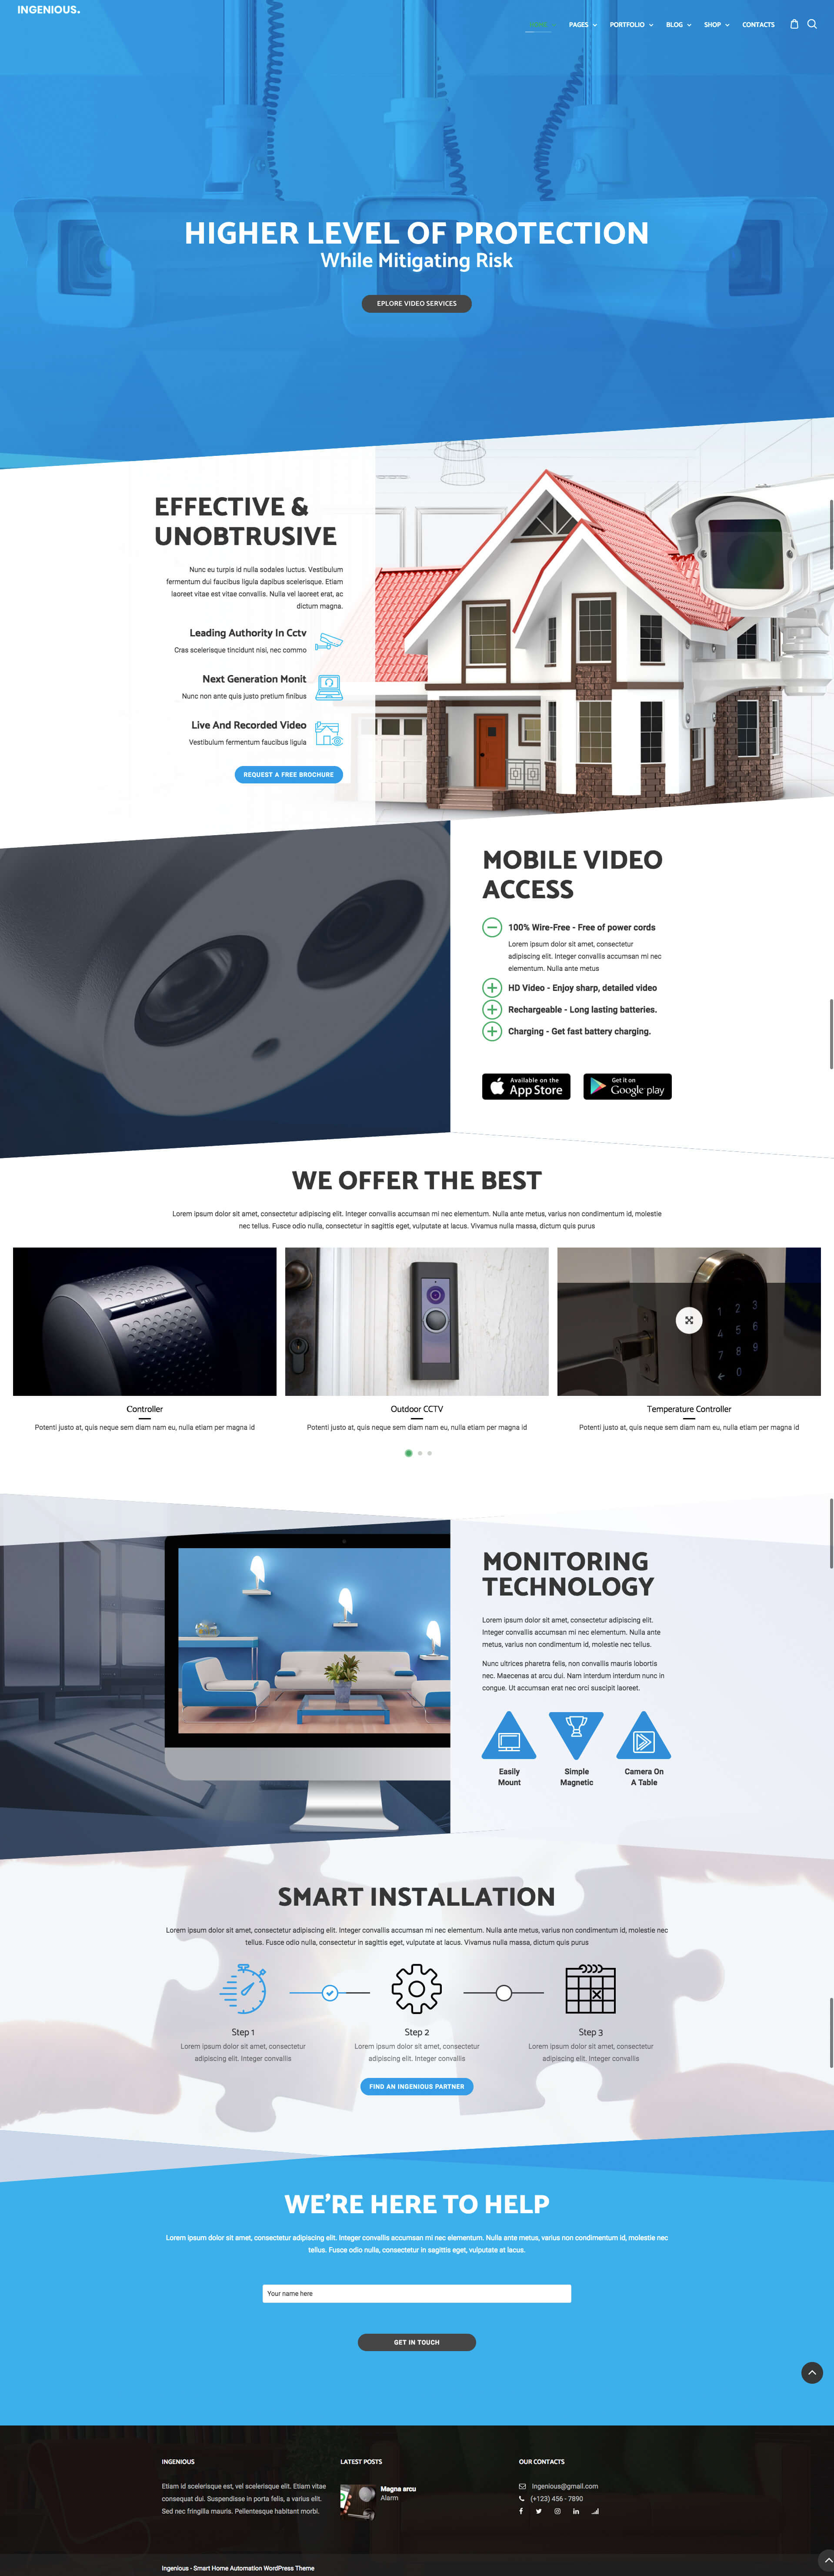 INGENIOUS.
HOME PAGES PORTFOLIO BLOG SHOP CONTACTS
HIGHER LEVEL OF PROTECTION
While Mitigating Risk
EPLORE VIDEO SERVICES
EFFECTIVE &
UNOBTRUSIVE
Nunc eu turpis id nulla sodales luctus. Vestibulum
fermentum dui faucibus ligula dapibus scelerisque. Etiam
laoreet vitae est vitae convallis. Nulla vel laoreet erat, ac
dictum magna.
Leading Authority In Cctv
Cras scelerisque tincidunt nisi, nec commo
Next Generation Monit
Nunc non ante quis justo pretium finibus
Live And Recorded Video
Vestibulum fermentum faucibus ligula
REQUEST A FREE BROCHURE
MOBILE VIDEO
ACCESS
100% Wire-Free - Free of power cords
Lorem ipsum dolor sit amet, consectetur
adipiscing elit. Integer convallis accumsan mi nec
elementum. Nulla ante metus
HD Video - Enjoy sharp, detailed video
Rechargeable - Long lasting batteries.
Charging - Get fast battery charging.
Available on the
App Store
Get it on
Google play
WE OFFER THE BEST
Lorem ipsum dolor sit amet, consectetur adipiscing elit. Integer convallis accumsan mi nec elementum. Nulla ante metus, varius non condimentum id, molestie
nec tellus. Fusce odio nulla, consectetur in sagittis eget, vulputate at lacus. Vivamus nulla massa, dictum quis purus
1 2 3
4 5 6
7 8 9
0
Controller
Potenti justo at, quis neque sem diam nam eu, nulla etiam per magna id
Outdoor CCTV
Potenti justo at, quis neque sem diam nam eu, nulla etiam per magna id
Temperature Controller
Potenti justo at, quis neque sem diam nam eu, nulla etiam per magna id
MONITORING
TECHNOLOGY
Lorem ipsum dolor sit amet, consectetur adipiscing elit.
Integer convallis accumsan mi nec elementum. Nulla ante
metus, varius non condimentum id, molestie nec tellus.
Nunc ultrices pharetra felis, non convallis mauris lobortis
nec. Maecenas at arcu dui. Nam interdum interdum nunc in
congue. Ut accumsan erat nec orci suscipit laoreet.
Easily
Mount
Simple
Magnetic
Camera On
A Table
SMART INSTALLATION
Lorem ipsum dolor sit amet, consectetur adipiscing elit. Integer convallis accumsan mi nec elementum. Nulla ante metus, varius non condimentum id, molestie nec
tellus. Fusce odio nulla, consectetur in sagittis eget, vulputate at lacus. Vivamus nulla massa, dictum quis purus
Step 1
Lorem ipsum dolor sit amet, consectetur
adipiscing elit. Integer convallis
Step 2
Lorem ipsum dolor sit amet, consectetur
adipiscing elit. Integer convallis
Step 3
Lorem ipsum dolor sit amet, consectetur
adipiscing elit. Integer convallis
FIND AN INGENIOUS PARTNER
WE'RE HERE TO HELP
Lorem ipsum dolor sit amet, consectetur adipiscing elit. Integer convallis accumsan mi nec elementum. Nulla ante metus, varius non condimentum id, molestie nec
tellus. Fusce odio nulla, consectetur in sagittis eget, vulputate at lacus.
Your name here
GET IN TOUCH
INGENIOUS
Etiam id scelerisque est, vel scelerisque elit. Etiam vitae
consequat dui. Suspendisse in porta felis, a varius elit.
Sed nec fringilla mauris. Pellentesque habitant morbi.
LATEST POSTS
Magna arcu
Alarm
OUR CONTACTS
Ingenious@gmail.com
(+123) 456 - 7890
Ingenious - Smart Home Automation WordPress Theme